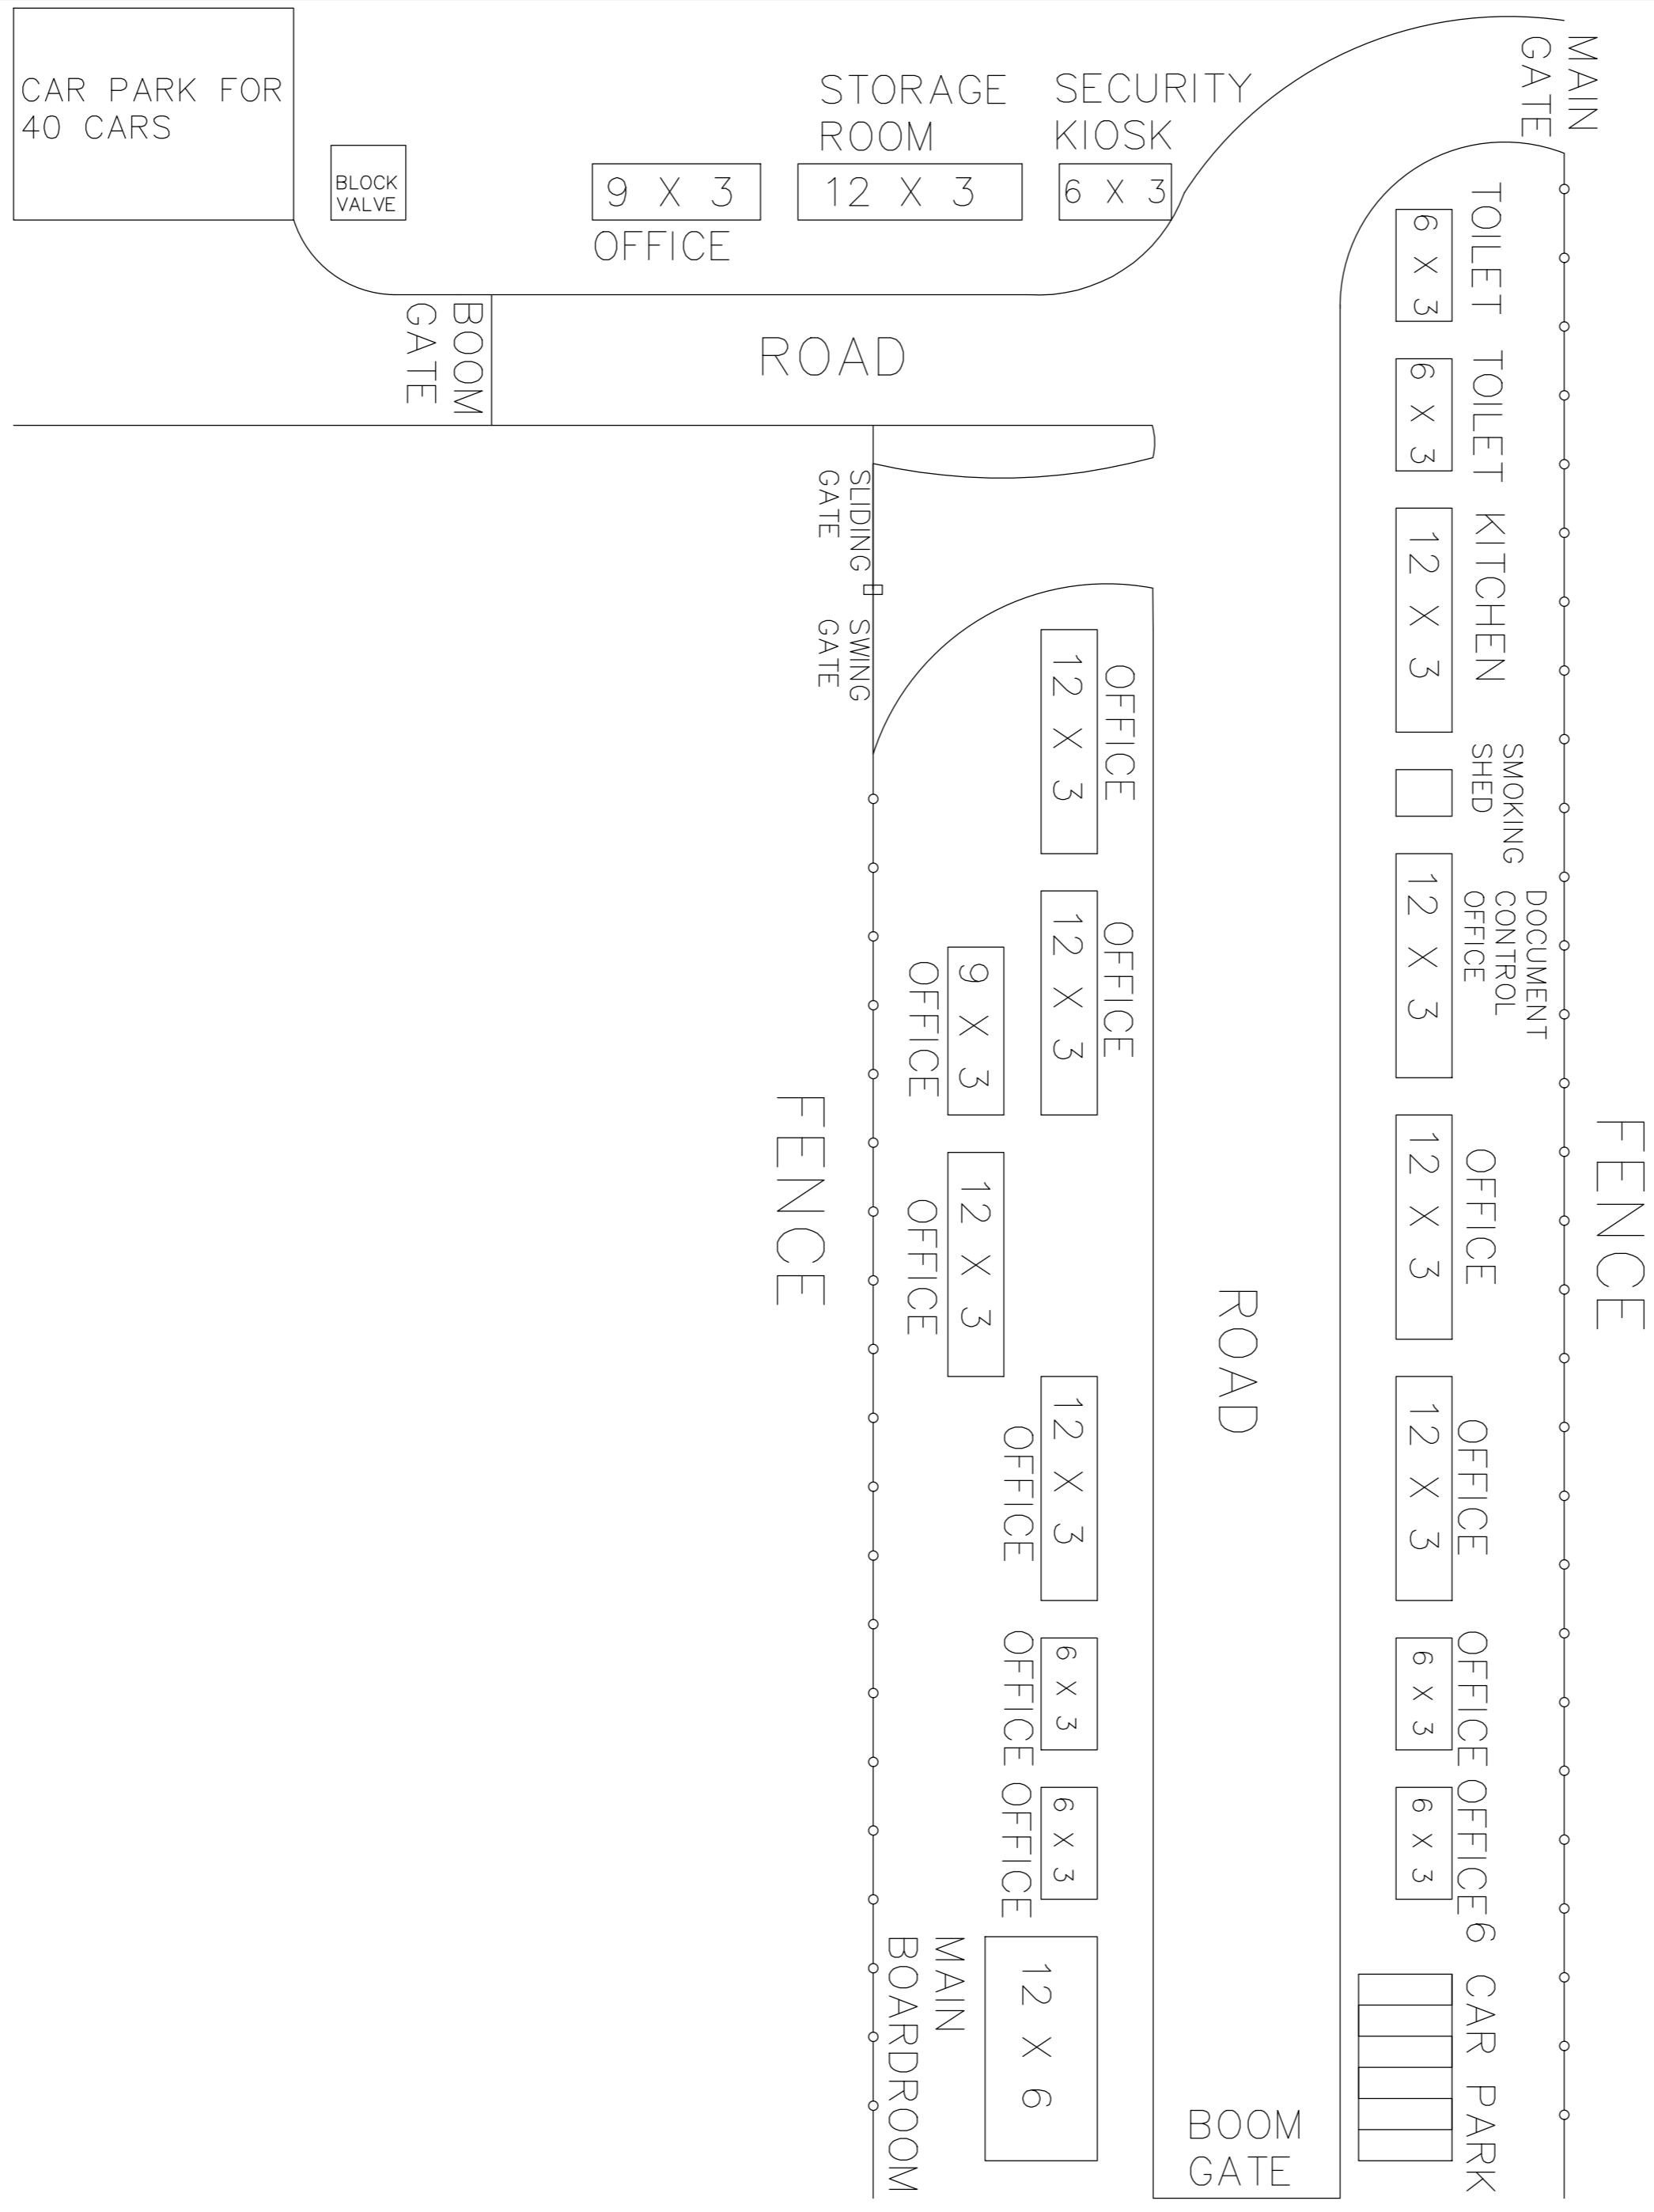 CAR PARK FOR
40 CARS
BLOCK
VALVE
9 X 3
OFFICE
STORAGE
ROOM
12 X 3
SECURITY
KIOSK
6 X 3
MAIN
GATE
BOOM
GATE
ROAD
SLIDING
GATE
SWING
GATE
TOILET
6 X 3
TOILET
6 X 3
KITCHEN
12 X 3
SMOKING
SHED
DOCUMENT
CONTROL
OFFICE
12 X 3
OFFICE
12 X 3
OFFICE
12 X 3
OFFICE
6 X 3
OFFICE
6 X 3
6 CAR PARK
FENCE
ROAD
BOOM
GATE
OFFICE
12 X 3
OFFICE
12 X 3
9 X 3
OFFICE
12 X 3
OFFICE
12 X 3
OFFICE
6 X 3
OFFICE
6 X 3
OFFICE
12 X 6
MAIN
BOARDROOM
FENCE